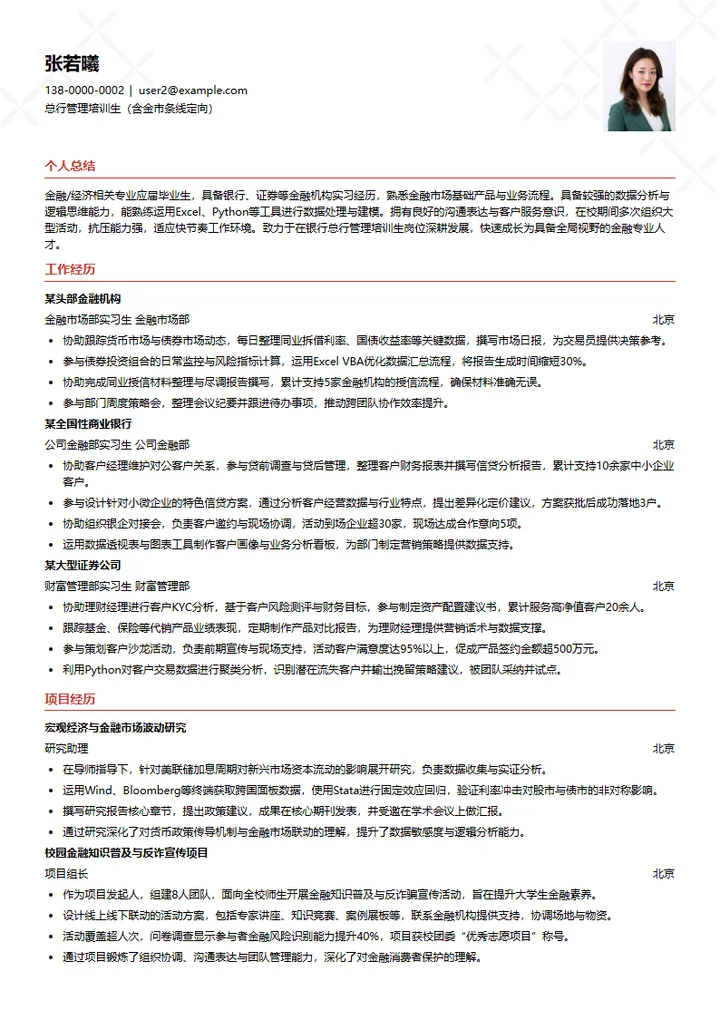 张若曦
138-0000-0002 | user2@example.com
总行管理培训生（含金市条线定向）
个人总结
金融/经济相关专业应届毕业生，具备银行、证券等金融机构实习经历，熟悉金融市场基础产品与业务流程。具备较强的数据分析与
逻辑思维能力，能熟练运用Excel、Python等工具进行数据处理与建模。拥有良好的沟通表达与客户服务意识，在校期间多次组织大
型活动，抗压能力强，适应快节奏工作环境。致力于在银行总行管理培训生岗位深耕发展，快速成长为具备全局视野的金融专业人
才。
工作经历
某头部金融机构
金融市场部实习生 金融市场部 北京
• 协助跟踪货币市场与债券市场动态，每日整理同业拆借利率、国债收益率等关键数据，撰写市场日报，为交易员提供决策参考。
• 参与债券投资组合的日常监控与风险指标计算，运用Excel VBA优化数据汇总流程，将报告生成时间缩短30%。
• 协助完成同业授信材料整理与尽调报告撰写，累计支持5家金融机构的授信流程，确保材料准确无误。
• 参与部门周度策略会，整理会议纪要并跟进待办事项，推动跨团队协作效率提升。
某全国性商业银行
公司金融部实习生 公司金融部 北京
• 协助客户经理维护对公客户关系，参与贷前调查与贷后管理，整理客户财务报表并撰写信贷分析报告，累计支持10余家中小企业
客户。
• 参与设计针对小微企业的特色信贷方案，通过分析客户经营数据与行业特点，提出差异化定价建议，方案获批后成功落地3户。
• 协助组织银企对接会，负责客户邀约与现场协调，活动到场企业超30家，现场达成合作意向5项。
• 运用数据透视表与图表工具制作客户画像与业务分析看板，为部门制定营销策略提供数据支持。
某大型证券公司
财富管理部实习生 财富管理部 北京
• 协助理财经理进行客户KYC分析，基于客户风险测评与财务目标，参与制定资产配置建议书，累计服务高净值客户20余人。
• 跟踪基金、保险等代销产品业绩表现，定期制作产品对比报告，为理财经理提供营销话术与数据支撑。
• 参与策划客户沙龙活动，负责前期宣传与现场支持，活动客户满意度达95%以上，促成产品签约金额超500万元。
• 利用Python对客户交易数据进行聚类分析，识别潜在流失客户并输出挽留策略建议，被团队采纳并试点。
项目经历
宏观经济与金融市场波动研究
研究助理 北京
• 在导师指导下，针对美联储加息周期对新兴市场资本流动的影响展开研究，负责数据收集与实证分析。
• 运用Wind、Bloomberg等终端获取跨国面板数据，使用Stata进行固定效应回归，验证利率冲击对股市与债市的非对称影响。
• 撰写研究报告核心章节，提出政策建议，成果在核心期刊发表，并受邀在学术会议上做汇报。
• 通过研究深化了对货币政策传导机制与金融市场联动的理解，提升了数据敏感度与逻辑分析能力。
校园金融知识普及与反诈宣传项目
项目组长 北京
• 作为项目发起人，组建8人团队，面向全校师生开展金融知识普及与反诈骗宣传活动，旨在提升大学生金融素养。
• 设计线上线下联动的活动方案，包括专家讲座、知识竞赛、案例展板等，联系金融机构提供支持，协调场地与物资。
• 活动覆盖超人次，问卷调查显示参与者金融风险识别能力提升40%，项目获校团委“优秀志愿项目”称号。
• 通过项目锻炼了组织协调、沟通表达与团队管理能力，深化了对金融消费者保护的理解。